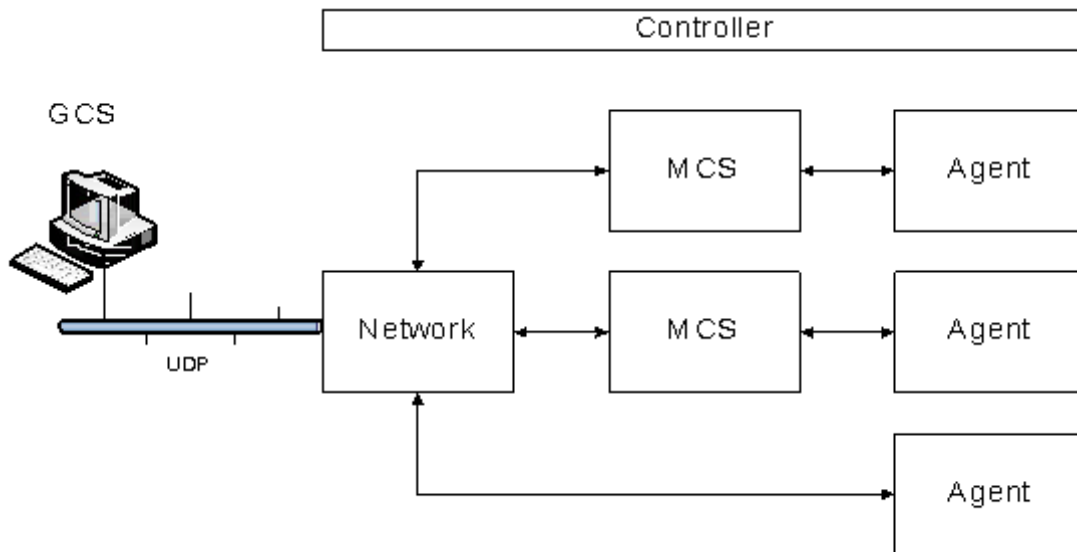 Controller
GCS
MCS
Agent
Network
MCS
Agent
UDP
Agent